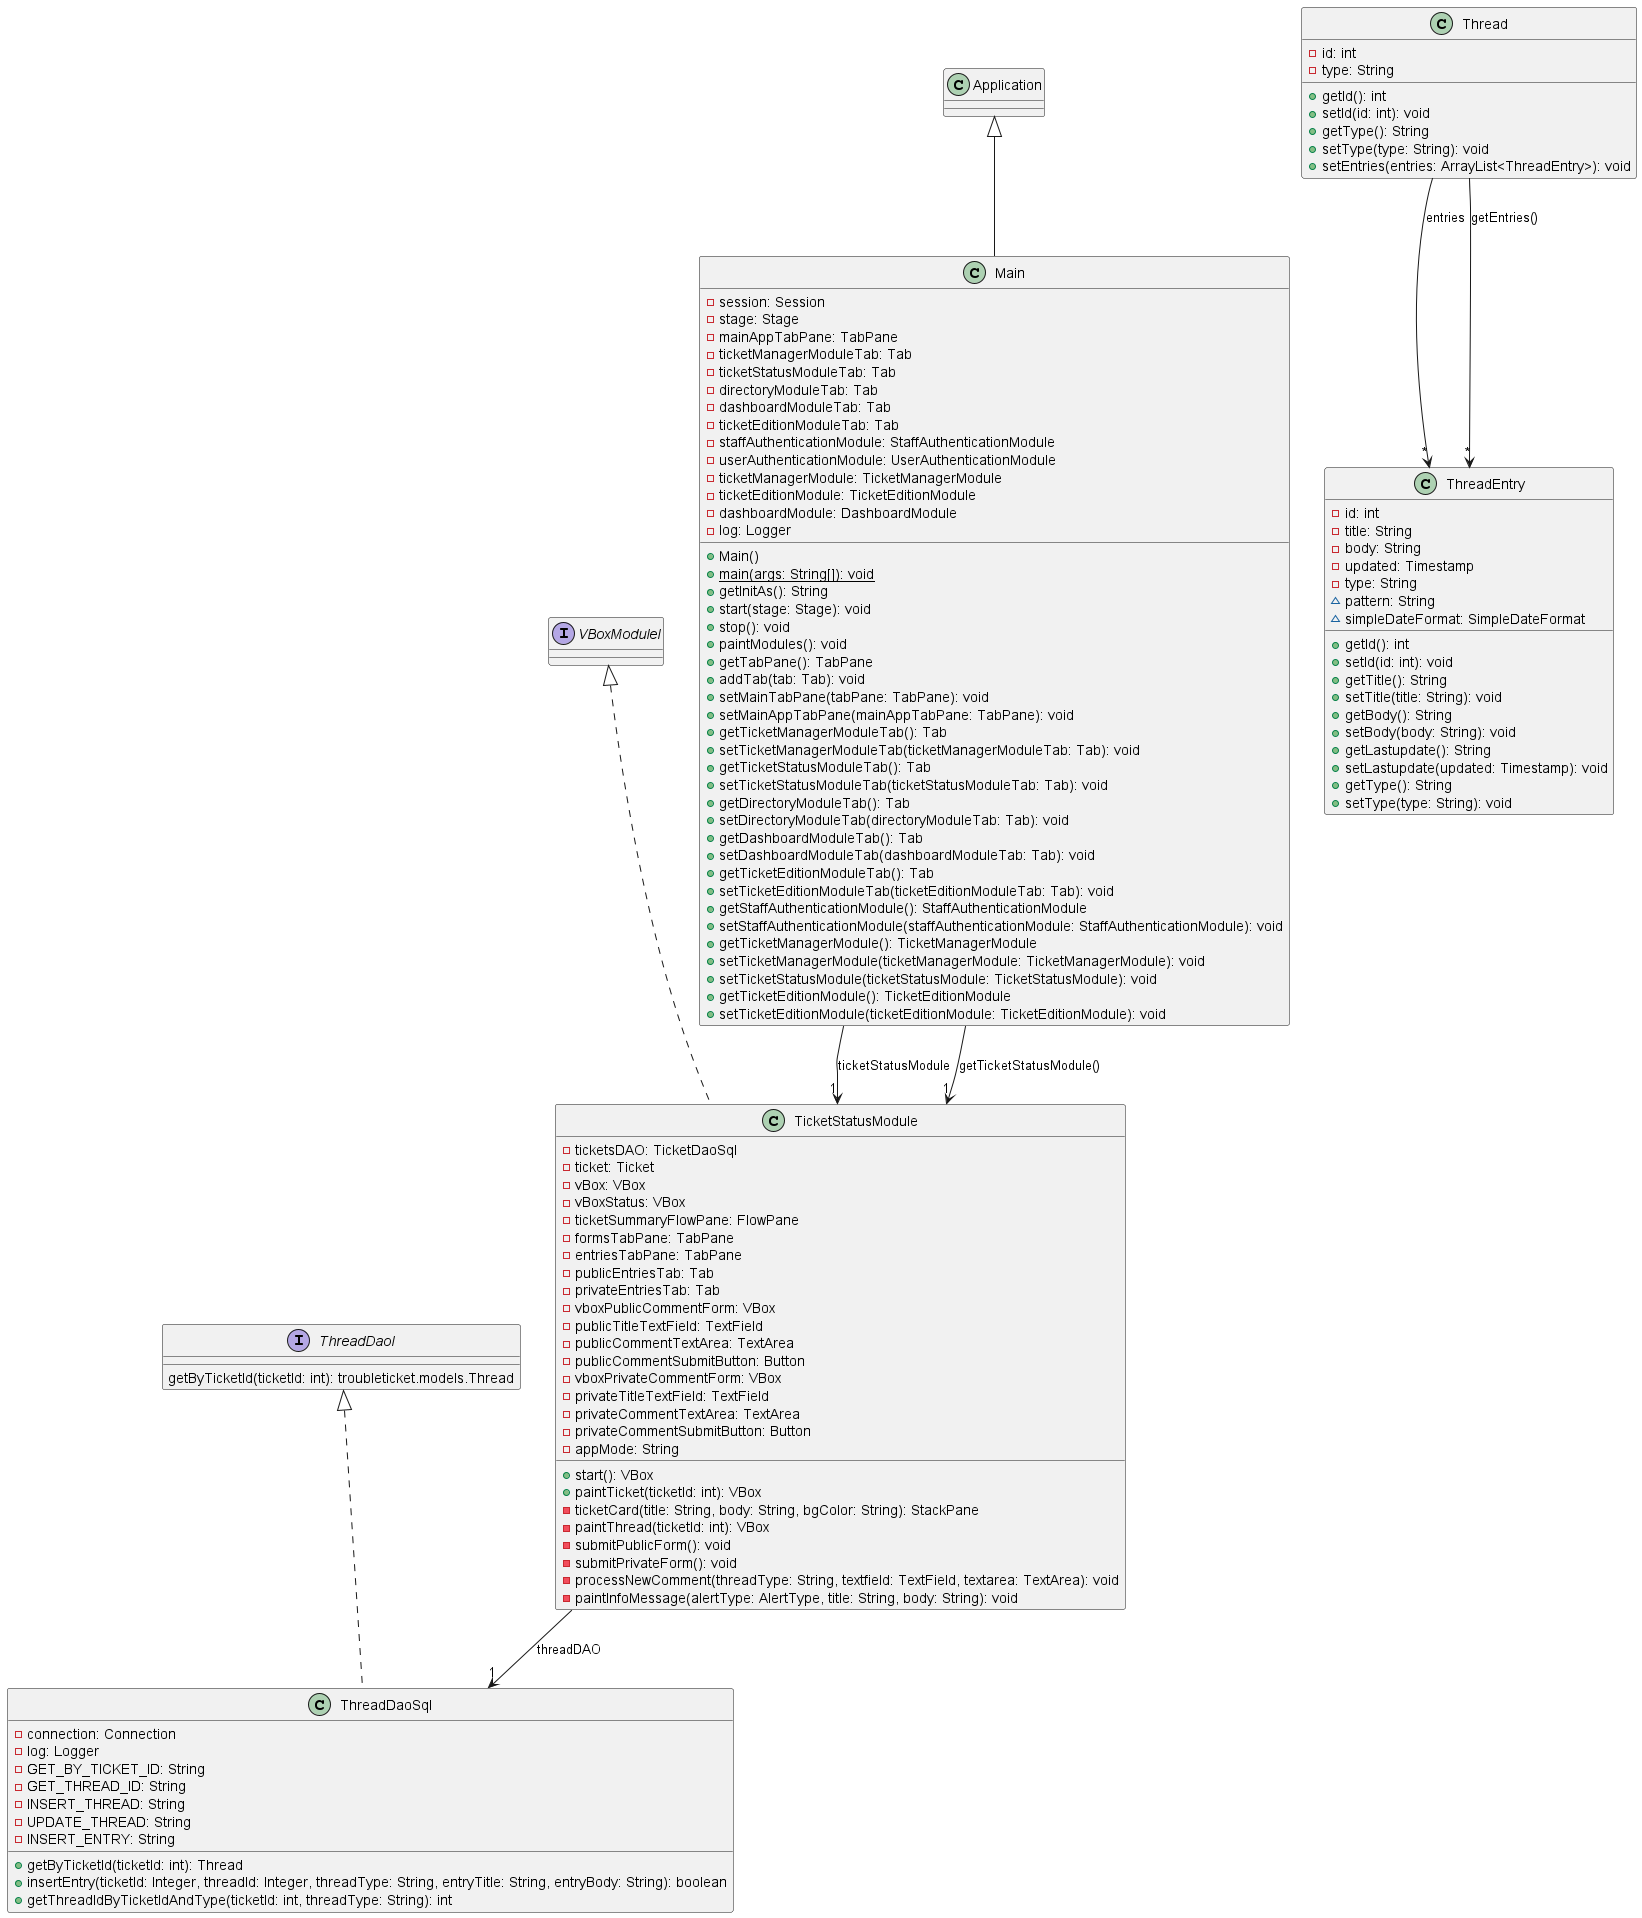 C Thread
id: int
type: String
getId(): int
setId(id: int): void
getType(): String
setType(type: String): void
setEntries(entries: ArrayList<ThreadEntry>): void
entries
getEntries()
*
*
C Application
C Main
session: Session
stage: Stage
mainAppTabPane: TabPane
ticketManagerModuleTab: Tab
ticketStatusModuleTab: Tab
directoryModuleTab: Tab
dashboardModuleTab: Tab
ticketEditionModuleTab: Tab
staffAuthenticationModule: StaffAuthenticationModule
userAuthenticationModule: UserAuthenticationModule
ticketManagerModule: TicketManagerModule
ticketEditionModule: TicketEditionModule
dashboardModule: DashboardModule
log: Logger
Main()
main(args: String[]): void
getInitAs(): String
start(stage: Stage): void
stop(): void
paintModules(): void
getTabPane(): TabPane
addTab(tab: Tab): void
setMainTabPane(tabPane: TabPane): void
setMainAppTabPane(mainAppTabPane: TabPane): void
getTicketManagerModuleTab(): Tab
setTicketManagerModuleTab(ticketManagerModuleTab: Tab): void
getTicketStatusModuleTab(): Tab
setTicketStatusModuleTab(ticketStatusModuleTab: Tab): void
getDirectoryModuleTab(): Tab
setDirectoryModuleTab(directoryModuleTab: Tab): void
getDashboardModuleTab(): Tab
setDashboardModuleTab(dashboardModuleTab: Tab): void
getTicketEditionModuleTab(): Tab
setTicketEditionModuleTab(ticketEditionModuleTab: Tab): void
getStaffAuthenticationModule(): StaffAuthenticationModule
setStaffAuthenticationModule(staffAuthenticationModule: StaffAuthenticationModule): void
getTicketManagerModule(): TicketManagerModule
setTicketManagerModule(ticketManagerModule: TicketManagerModule): void
setTicketStatusModule(ticketStatusModule: TicketStatusModule): void
getTicketEditionModule(): TicketEditionModule
setTicketEditionModule(ticketEditionModule: TicketEditionModule): void
C ThreadEntry
id: int
title: String
body: String
updated: Timestamp
type: String
pattern: String
simpleDateFormat: SimpleDateFormat
getId(): int
setId(id: int): void
getTitle(): String
setTitle(title: String): void
getBody(): String
setBody(body: String): void
getLastupdate(): String
setLastupdate(updated: Timestamp): void
getType(): String
setType(type: String): void
I VBoxModuleI
ticketStatusModule
getTicketStatusModule()
1
1
C TicketStatusModule
ticketsDAO: TicketDaoSql
ticket: Ticket
vBox: VBox
vBoxStatus: VBox
ticketSummaryFlowPane: FlowPane
formsTabPane: TabPane
entriesTabPane: TabPane
publicEntriesTab: Tab
privateEntriesTab: Tab
vboxPublicCommentForm: VBox
publicTitleTextField: TextField
publicCommentTextArea: TextArea
publicCommentSubmitButton: Button
vboxPrivateCommentForm: VBox
privateTitleTextField: TextField
privateCommentTextArea: TextArea
privateCommentSubmitButton: Button
appMode: String
start(): VBox
paintTicket(ticketId: int): VBox
ticketCard(title: String, body: String, bgColor: String): StackPane
paintThread(ticketId: int): VBox
submitPublicForm(): void
submitPrivateForm(): void
processNewComment(threadType: String, textfield: TextField, textarea: TextArea): void
paintInfoMessage(alertType: AlertType, title: String, body: String): void
I ThreadDaoI
getByTicketId(ticketId: int): troubleticket.models.Thread
threadDAO
1
C ThreadDaoSql
connection: Connection
log: Logger
GET_BY_TICKET_ID: String
GET_THREAD_ID: String
INSERT_THREAD: String
UPDATE_THREAD: String
INSERT_ENTRY: String
getByTicketId(ticketId: int): Thread
insertEntry(ticketId: Integer, threadId: Integer, threadType: String, entryTitle: String, entryBody: String): boolean
getThreadIdByTicketIdAndType(ticketId: int, threadType: String): int